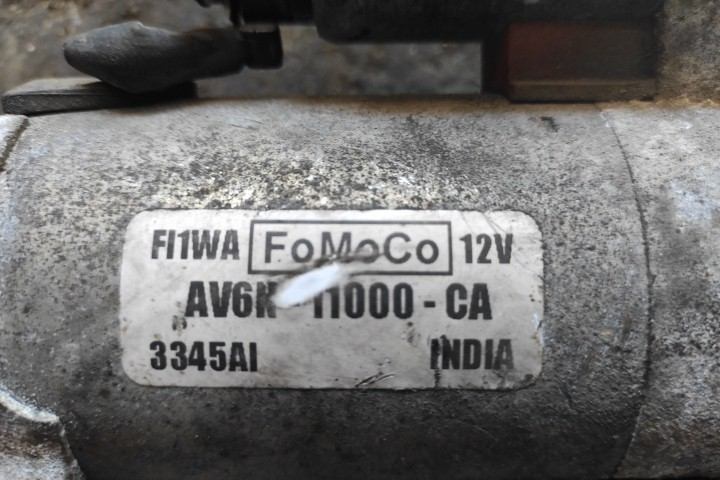 FI1WA FoMoCo 12V
AV6N-11000-CA
3345AI INDIA